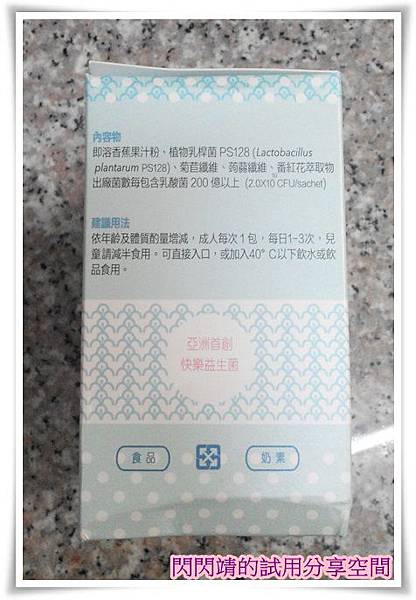 內容物
即溶香蕉果汁粉、植物乳桿菌 PS128 (Lactobacillus
plantarum PS128)、菊苣纖維、蒟蒻纖維、番紅花萃取物
出廠菌數每包含乳酸菌 200 億以上 (2.0X10¹⁰ CFU/sachet)
建議用法
依年齡及體質酌量增減，成人每次1包，每日1-3次，兒
童請減半食用。可直接入口，或加入40° C以下飲水或飲
品食用。
亞洲首創
快樂益生菌
食品
奶素
閃閃靖的試用分享空間